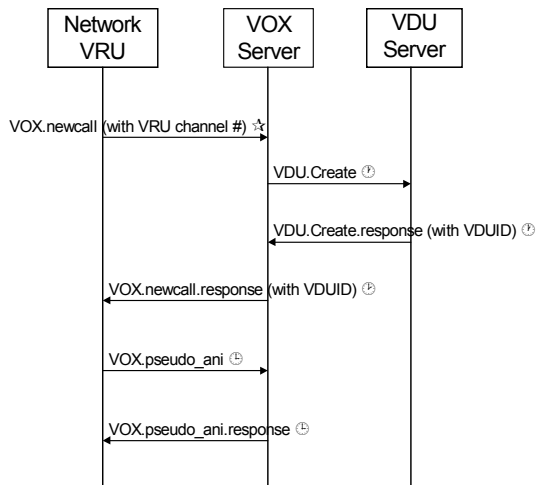 Network
VRU
VOX
Server
VDU
Server
VOX.newcall (with VRU channel #) ✰
VDU.Create 🕐
VDU.Create.response (with VDUID) 🕐
VOX.newcall.response (with VDUID) 🕑
VOX.pseudo_ani 🕒
VOX.pseudo_ani.response 🕒